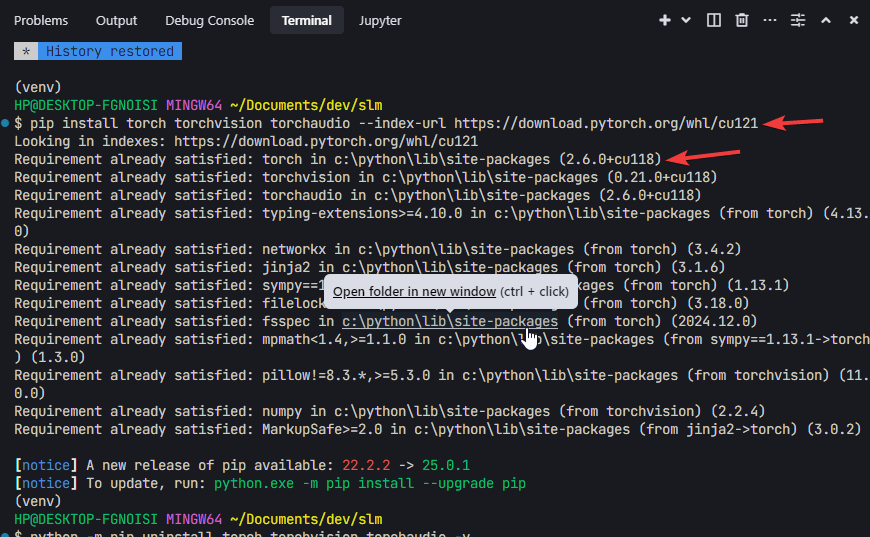 Problems Output Debug Console Terminal Jupyter
* History restored
(venv)
HP@DESKTOP-FGNOISI MINGW64 ~/Documents/dev/slm
$ pip install torch torchvision torchaudio --index-url https://download.pytorch.org/whl/cu121
Looking in indexes: https://download.pytorch.org/whl/cu121
Requirement already satisfied: torch in c:\python\lib\site-packages (2.6.0+cu118)
Requirement already satisfied: torchvision in c:\python\lib\site-packages (0.21.0+cu118)
Requirement already satisfied: torchaudio in c:\python\lib\site-packages (2.6.0+cu118)
Requirement already satisfied: typing-extensions>=4.10.0 in c:\python\lib\site-packages (from torch) (4.13.
0)
Requirement already satisfied: networkx in c:\python\lib\site-packages (from torch) (3.4.2)
Requirement already satisfied: jinja2 in c:\python\lib\site-packages (from torch) (3.1.6)
Requirement already satisfied: sympy==1 packages (from torch) (1.13.1)
Open folder in new window (ctrl + click)
Requirement already satisfied: filelock packages (from torch) (3.18.0)
Requirement already satisfied: fsspec in c:\python\lib\site-packages (from torch) (2024.12.0)
Requirement already satisfied: mpmath<1.4,>=1.1.0 in c:\python\lib\site-packages (from sympy==1.13.1->torch
) (1.3.0)
Requirement already satisfied: pillow!=8.3.*,>=5.3.0 in c:\python\lib\site-packages (from torchvision) (11.
0.0)
Requirement already satisfied: numpy in c:\python\lib\site-packages (from torchvision) (2.2.4)
Requirement already satisfied: MarkupSafe>=2.0 in c:\python\lib\site-packages (from jinja2->torch) (3.0.2)
[notice] A new release of pip available: 22.2.2 -> 25.0.1
[notice] To update, run: python.exe -m pip install --upgrade pip
(venv)
HP@DESKTOP-FGNOISI MINGW64 ~/Documents/dev/slm
$ python -m pip uninstall torch torchvision torchaudio -y